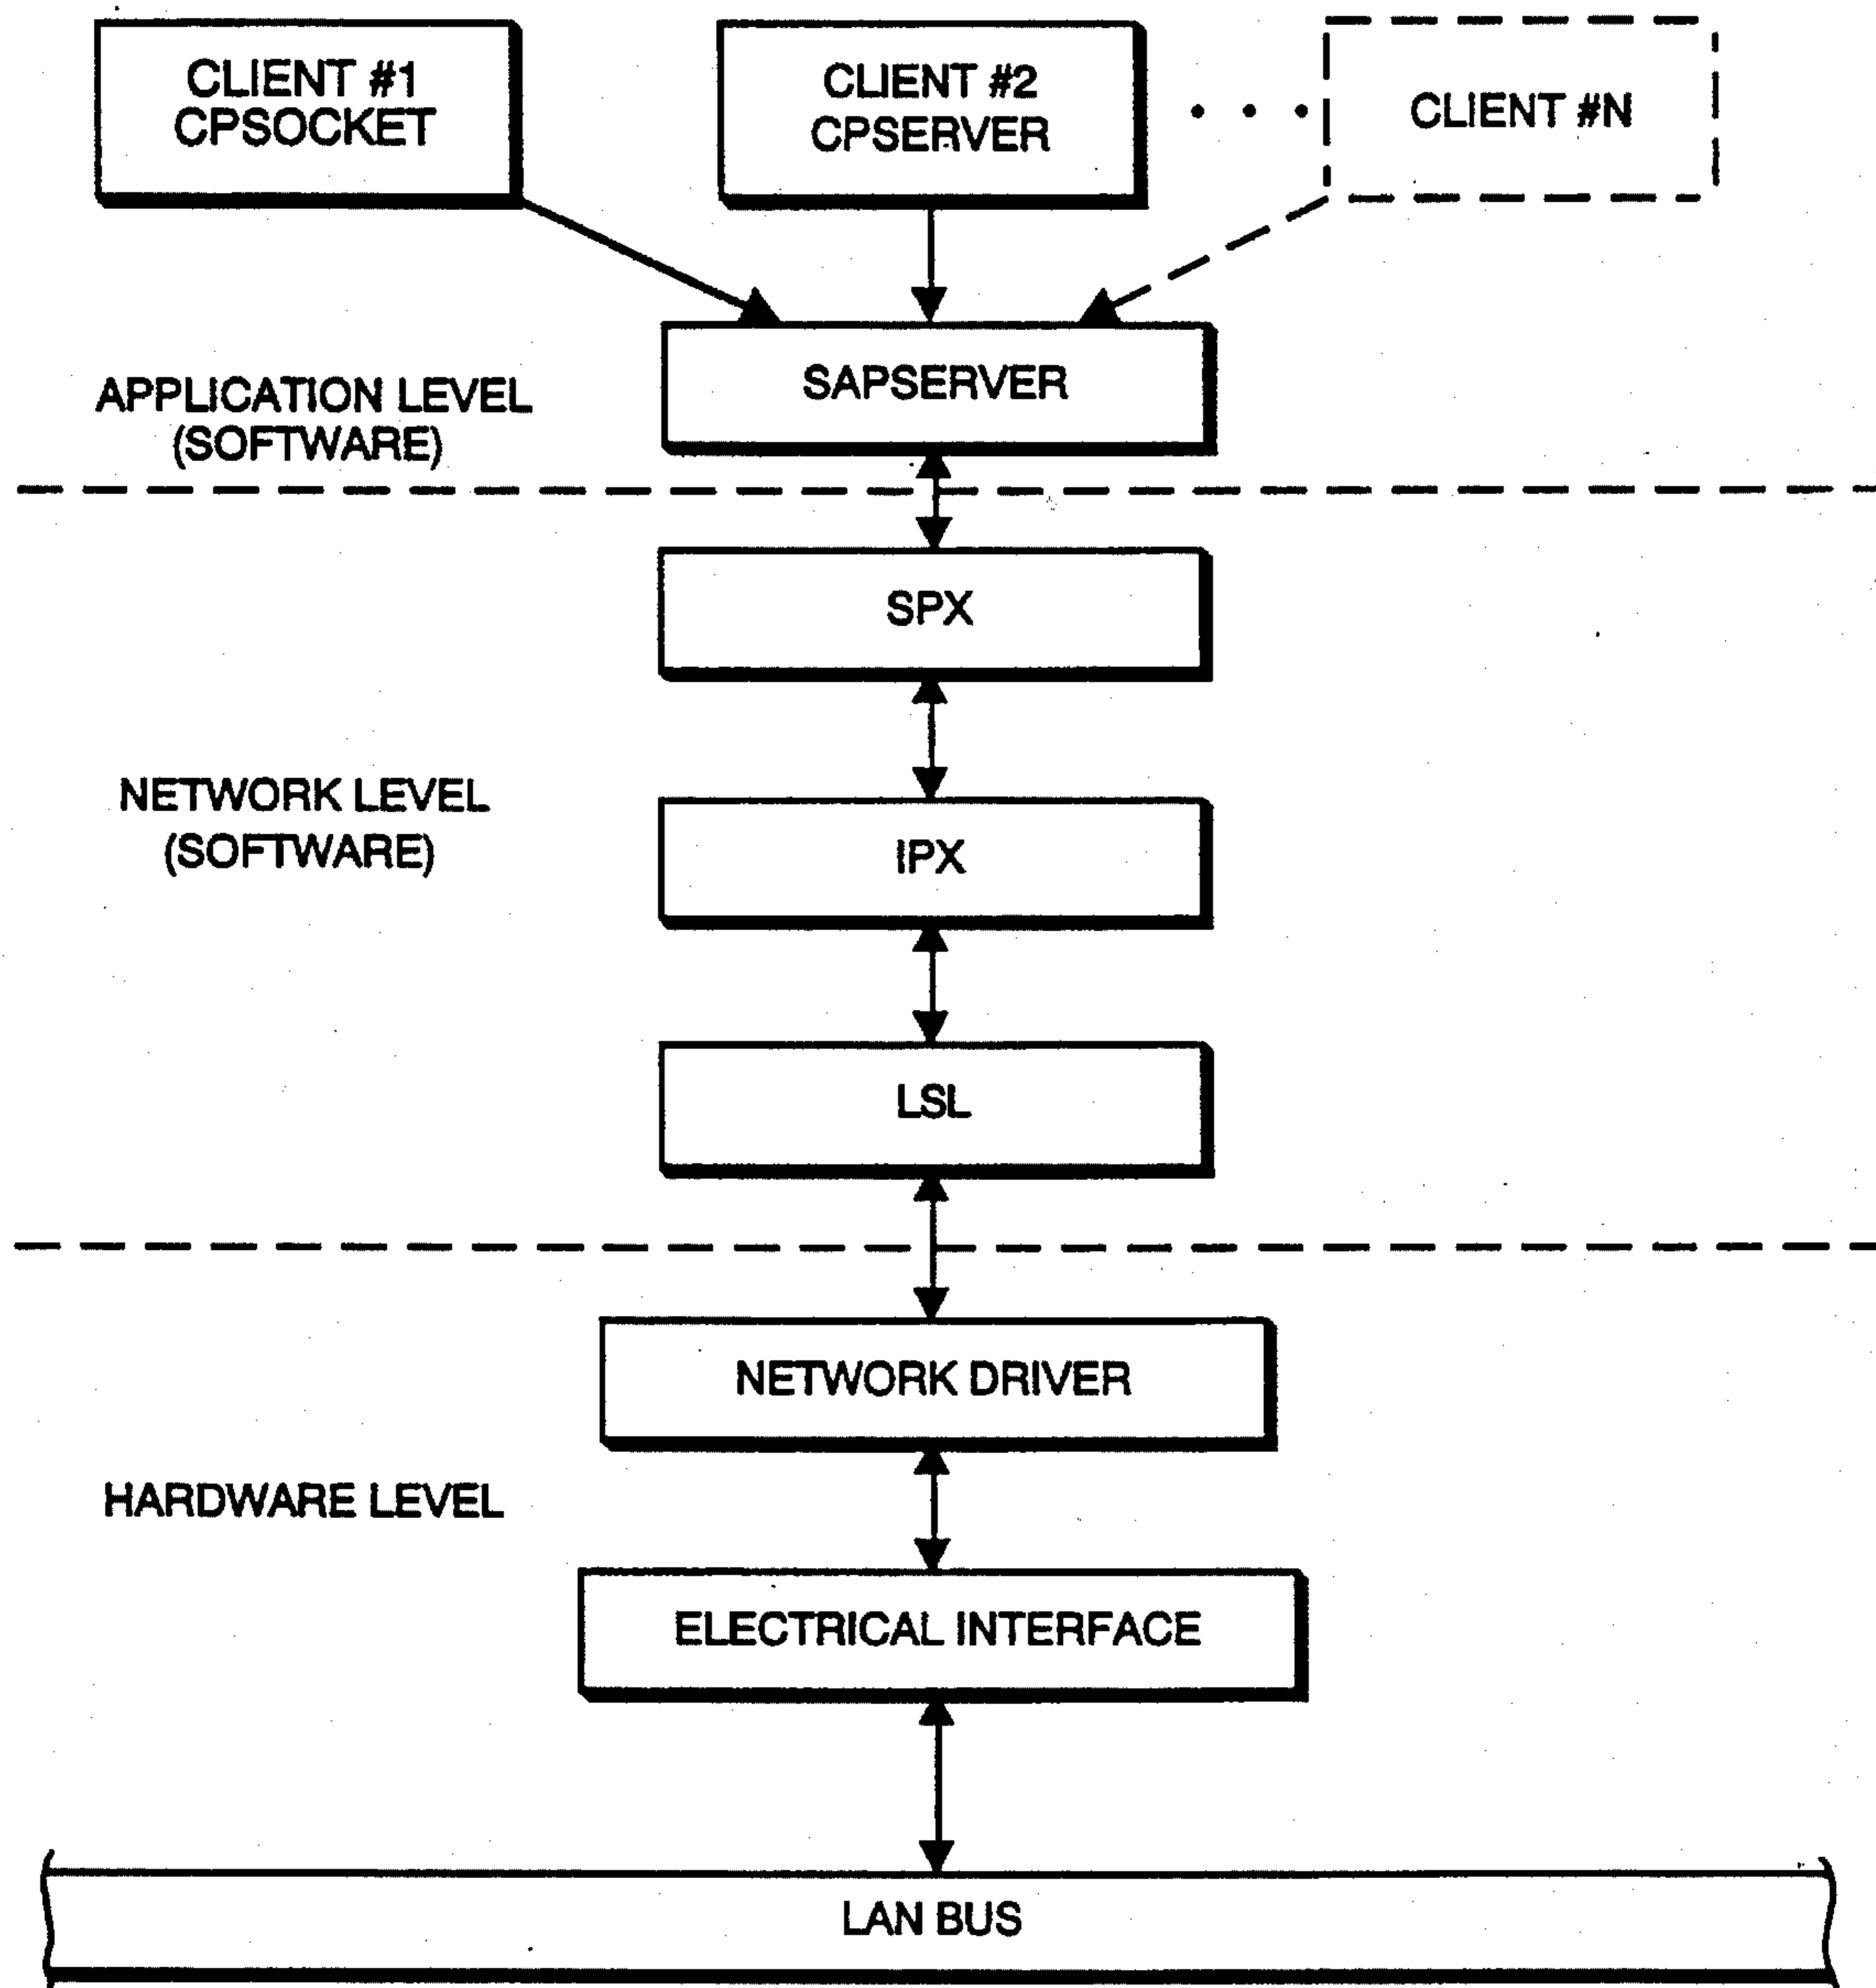 CLIENT #1
CPSOCKET
CLIENT #2
CPSERVER
CLIENT #N
SAPSERVER
APPLICATION LEVEL
(SOFTWARE)
SPX
NETWORK LEVEL
(SOFTWARE)
IPX
LSL
NETWORK DRIVER
HARDWARE LEVEL
ELECTRICAL INTERFACE
LAN BUS